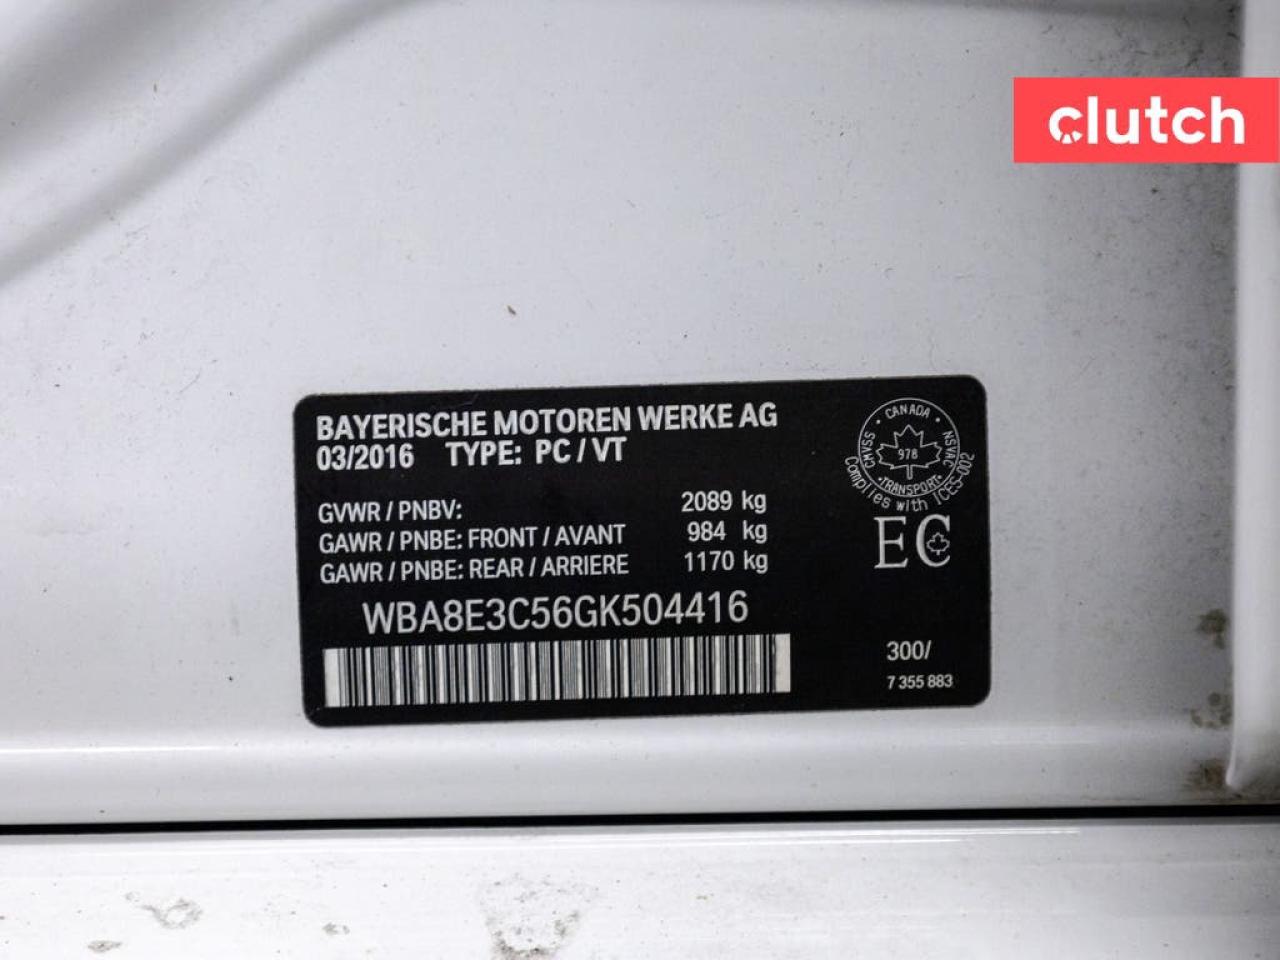 clutch
BAYERISCHE MOTOREN WERKE AG
03/2016 TYPE: PC / VT
GVWR / PNBV: 2089 kg
GAWR / PNBE: FRONT / AVANT 984 kg
GAWR / PNBE: REAR / ARRIERE 1170 kg
WBA8E3C56GK504416
CANADA
CMVSS 978 NSVAC
TRANSPORT
Complies with ICES-002
EC
300/
7 355 883